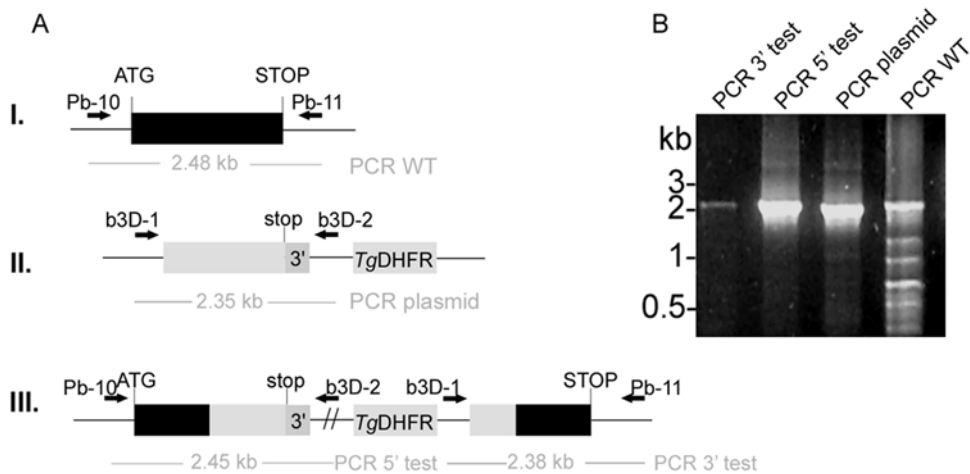 A
I.
ATG STOP
Pb-10 Pb-11
2.48 kb PCR WT
II.
b3D-1 stop b3D-2
3' TgDHFR
2.35 kb PCR plasmid
III.
Pb-10 ATG stop b3D-2 b3D-1 STOP Pb-11
3' // TgDHFR
2.45 kb PCR 5' test 2.38 kb PCR 3' test
B
PCR 3' test
PCR 5' test
PCR plasmid
PCR WT
kb
3-
2-
1-
0.5-